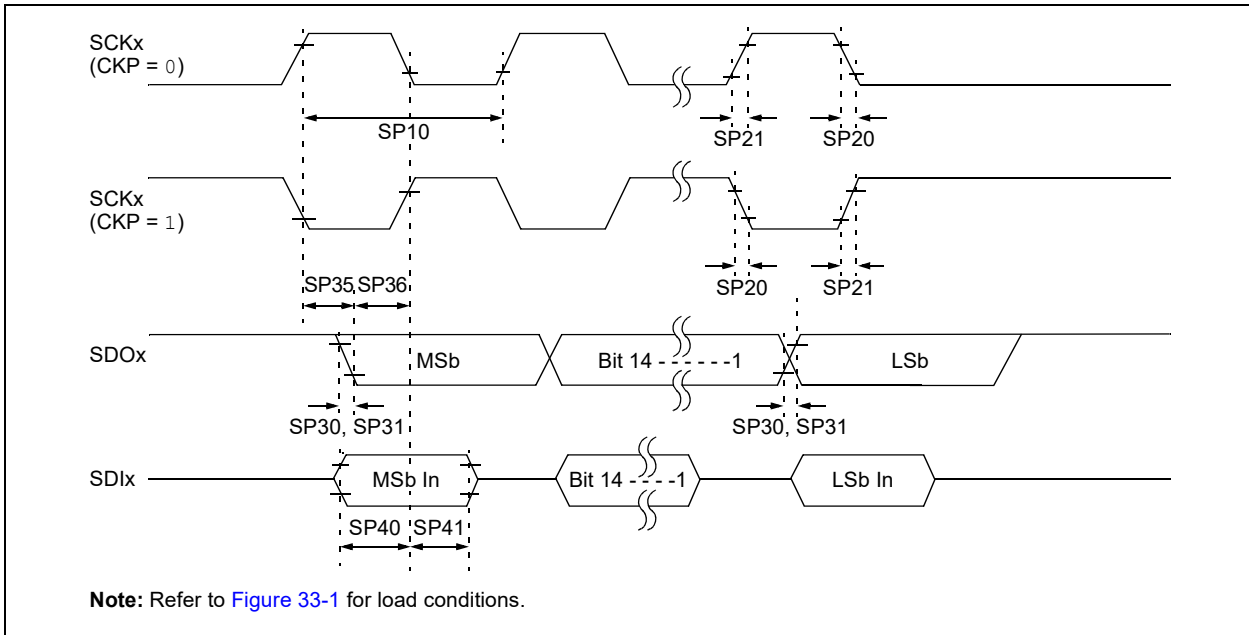 SCKx
(CKP = 0)
SP10
SP21
SP20
SCKx
(CKP = 1)
SP35
SP36
SP20
SP21
SDOx
MSb
Bit 14 - - - - - -1
LSb
SP30, SP31
SP30, SP31
SDIx
MSb In
Bit 14 - - - -1
LSb In
SP40
SP41
Note: Refer to Figure 33-1 for load conditions.